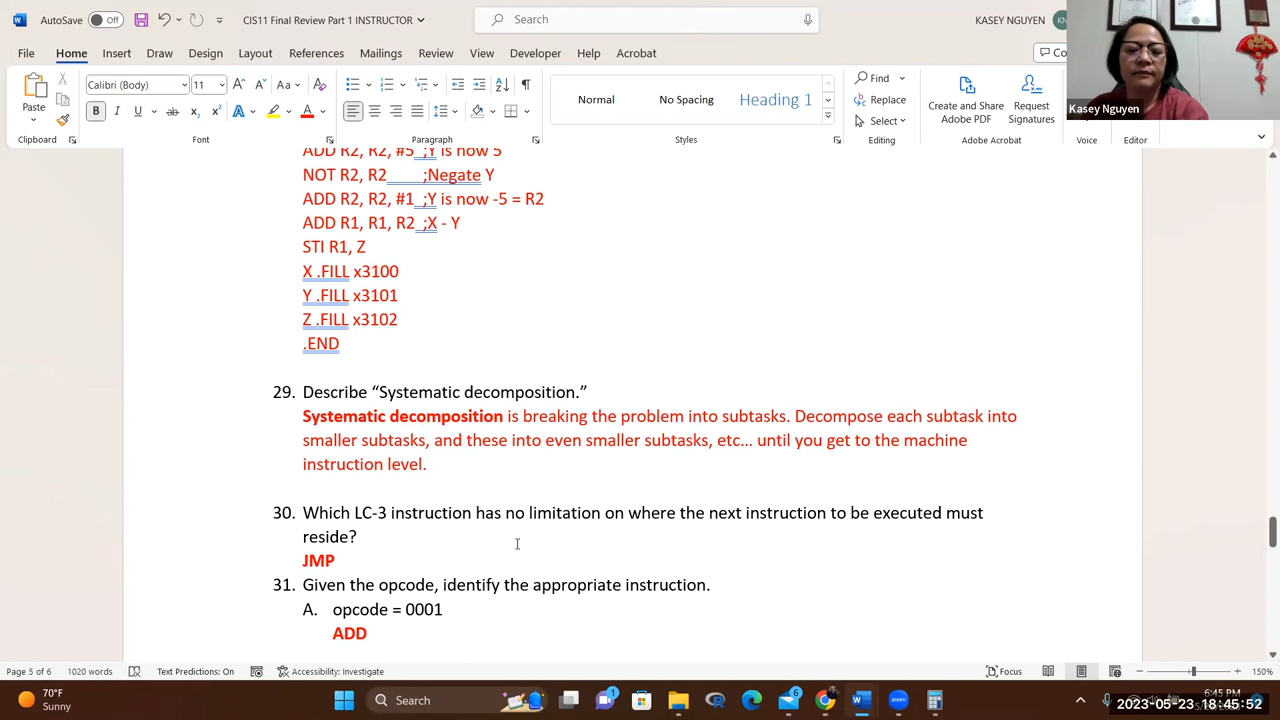 AutoSave Off CIS11 Final Review Part 1 INSTRUCTOR Search KASEY NGUYEN KN
File Home Insert Draw Design Layout References Mailings Review View Developer Help Acrobat
Calibri (Body) 11 Aa Normal No Spacing Heading 1 Find Replace Select
Paste Create and Share Adobe PDF Request Signatures
Kasey Nguyen
Clipboard Font Paragraph Styles Editing Adobe Acrobat Voice Editor
ADD R2, R2, #5 ;Y is now 5
NOT R2, R2 ;Negate Y
ADD R2, R2, #1 ;Y is now -5 = R2
ADD R1, R1, R2 ;X - Y
STI R1, Z
X .FILL x3100
Y .FILL x3101
Z .FILL x3102
.END
29. Describe “Systematic decomposition.”
Systematic decomposition is breaking the problem into subtasks. Decompose each subtask into
smaller subtasks, and these into even smaller subtasks, etc... until you get to the machine
instruction level.
30. Which LC-3 instruction has no limitation on where the next instruction to be executed must
reside?
JMP
31. Given the opcode, identify the appropriate instruction.
A. opcode = 0001
ADD
Page 5 of 6 1020 words Text Predictions: On Accessibility: Investigate Focus 150%
70°F
Sunny
Search
2023-05-23 18:45:52